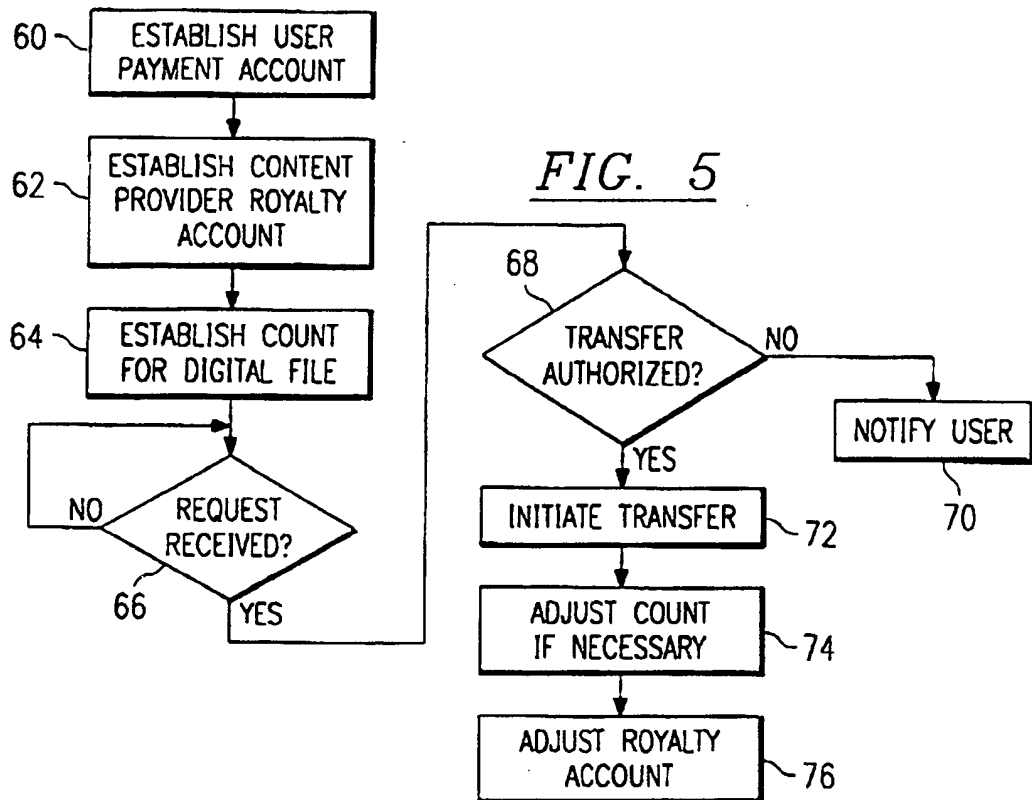 60
ESTABLISH USER
PAYMENT ACCOUNT
62
ESTABLISH CONTENT
PROVIDER ROYALTY
ACCOUNT
64
ESTABLISH COUNT
FOR DIGITAL FILE
NO
REQUEST
RECEIVED?
66
YES
FIG. 5
68
TRANSFER
AUTHORIZED?
NO
NOTIFY USER
70
YES
INITIATE TRANSFER
72
ADJUST COUNT
IF NECESSARY
74
ADJUST ROYALTY
ACCOUNT
76